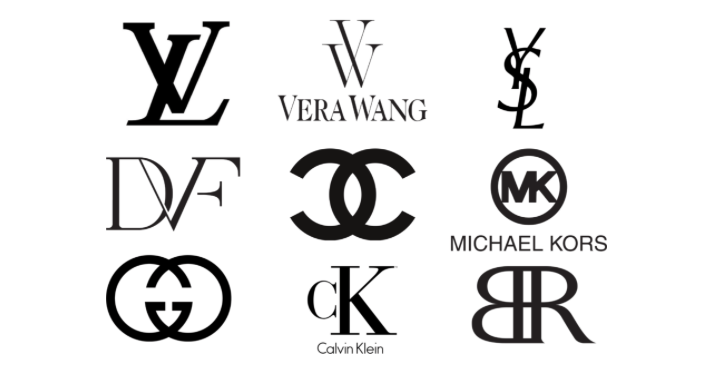 LV
VW
VERA WANG
YSL
DVF
CC
MK
MICHAEL KORS
GG
CK
Calvin Klein
BR